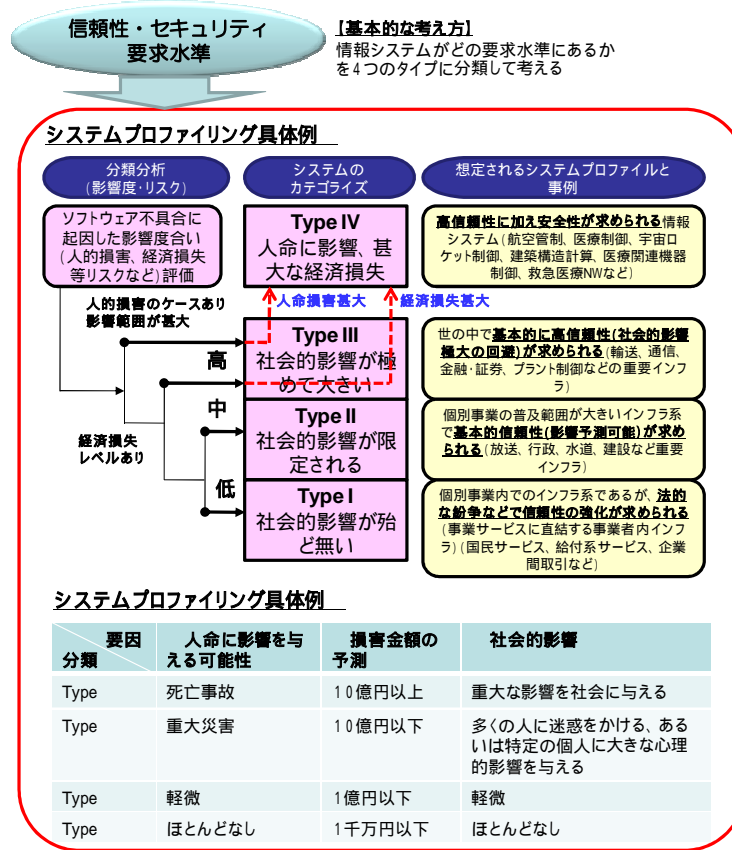 信頼性・セキュリティ
要求水準
【基本的な考え方】
情報システムがどの要求水準にあるか
を4つのタイプに分類して考える
システムプロファイリング具体例
分類分析
(影響度・リスク)
システムの
カテゴライズ
想定されるシステムプロファイルと
事例
ソフトウェア不具合に
起因した影響度合い
(人的損害、経済損失
等リスクなど)評価
Type IV
人命に影響、甚
大な経済損失
高信頼性に加え安全性が求められる情報
システム(航空管制、医療制御、宇宙ロ
ケット制御、建築構造計算、医療関連機器
制御、救急医療NWなど)
人的損害のケースあり
影響範囲が甚大
人命損害甚大
経済損失甚大
高
Type III
社会的影響が極
めて大きい
世の中で基本的に高信頼性(社会的影響
極大の回避)が求められる(輸送、通信、
金融・証券、プラント制御などの重要インフ
ラ)
中
経済損失
レベルあり
Type II
社会的影響が限
定される
個別事業の普及範囲が大きいインフラ系
で基本的信頼性(影響予測可能)が求め
られる(放送、行政、水道、建設など重要
インフラ)
低
Type I
社会的影響が殆
ど無い
個別事業内でのインフラ系であるが、法的
な紛争などで信頼性の強化が求められる
(事業サービスに直結する事業者内インフ
ラ)(国民サービス、給付系サービス、企業
間取引など)
システムプロファイリング具体例
要因
分類
人命に影響を与
える可能性
損害金額の
予測
社会的影響
Type 死亡事故 10億円以上 重大な影響を社会に与える
Type 重大災害 10億円以下 多くの人に迷惑をかける、ある
いは特定の個人に大きな心理
的影響を与える
Type 軽微 1億円以下 軽微
Type ほとんどなし 1千万円以下 ほとんどなし